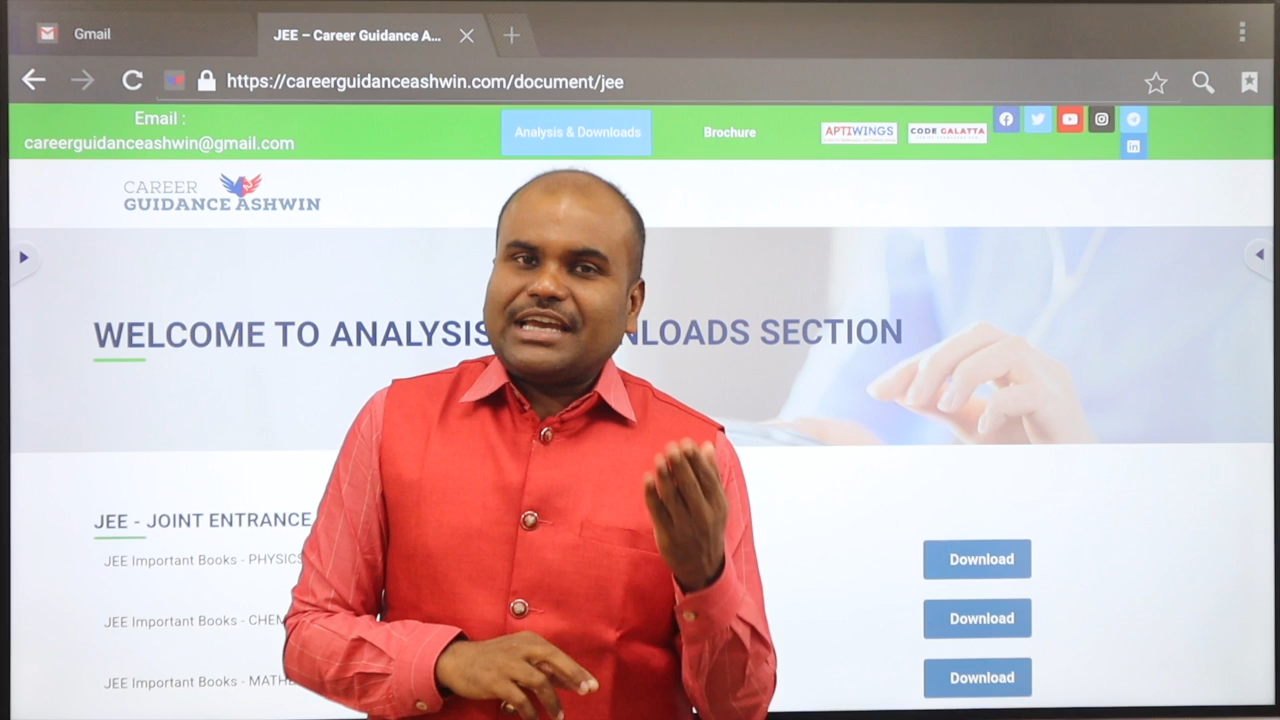 Gmail
JEE – Career Guidance A...
https://careerguidanceashwin.com/document/jee
Email :
careerguidanceashwin@gmail.com
Analysis & Downloads
Brochure
APTIWINGS
CODE GALATTA
CAREER
GUIDANCE ASHWIN
WELCOME TO ANALYSIS NLOADS SECTION
JEE - JOINT ENTRANCE
JEE Important Books - PHYSICS
Download
JEE Important Books - CHEM
Download
JEE Important Books - MATHE
Download